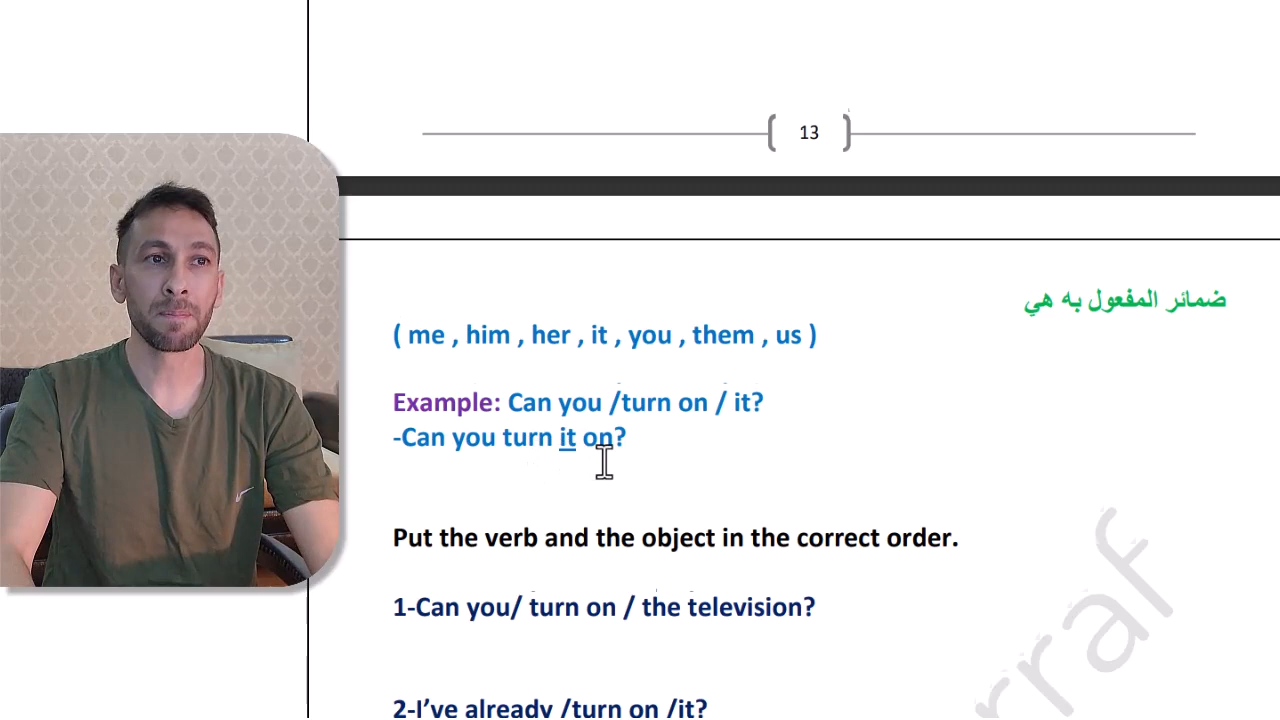 13
ضمائر المفعول به هي
( me , him , her , it , you , them , us )
Example: Can you /turn on / it?
-Can you turn it on?
Put the verb and the object in the correct order.
1-Can you/ turn on / the television?
2-I've already /turn on /it?